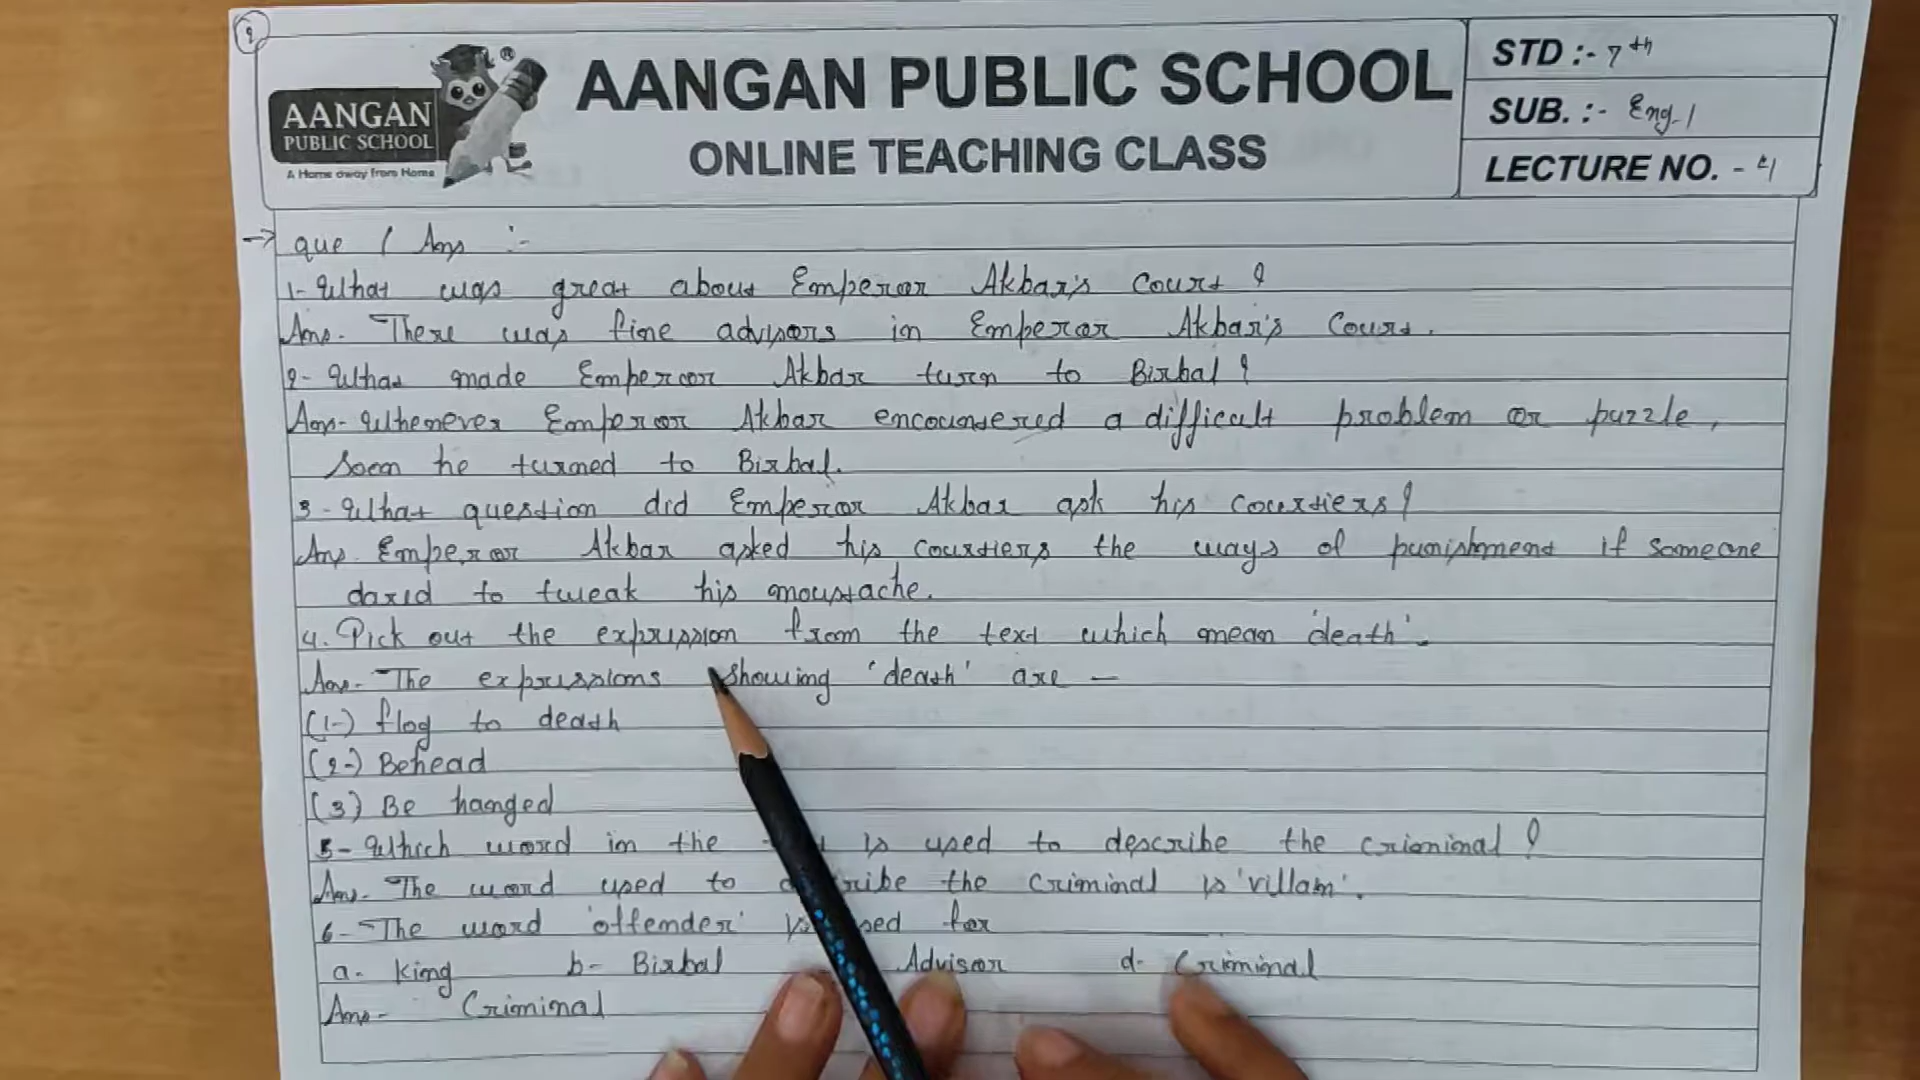 9
AANGAN
PUBLIC SCHOOL
A Home away from Home
®
AANGAN PUBLIC SCHOOL
ONLINE TEACHING CLASS
STD :- 7th
SUB. :- Eng-1
LECTURE NO. - 4
→ que / Ans :-
1- What was great about Emperor Akbar's Court ?
Ans. There was fine advisors in Emperor Akbar's Court.
2- What made Emperor Akbar turn to Birbal ?
Ans- Whenever Emperor Akbar encountered a difficult problem or puzzle,
soon he turned to Birbal.
3- What question did Emperor Akbar ask his courtiers ?
Ans. Emperor Akbar asked his courtiers the ways of punishment if someone
dared to tweak his moustache.
4. Pick out the expression from the text which mean 'death'.
Ans- The expressions showing 'death' are -
(1-) flog to death
(2-) Behead
(3) Be hanged
5- Which word in the is used to describe the criminal ?
Ans- The word used to the criminal is 'villain'.
6- The word 'offender' for
a- King b- Birbal Advisor d- Criminal
Ans- Criminal